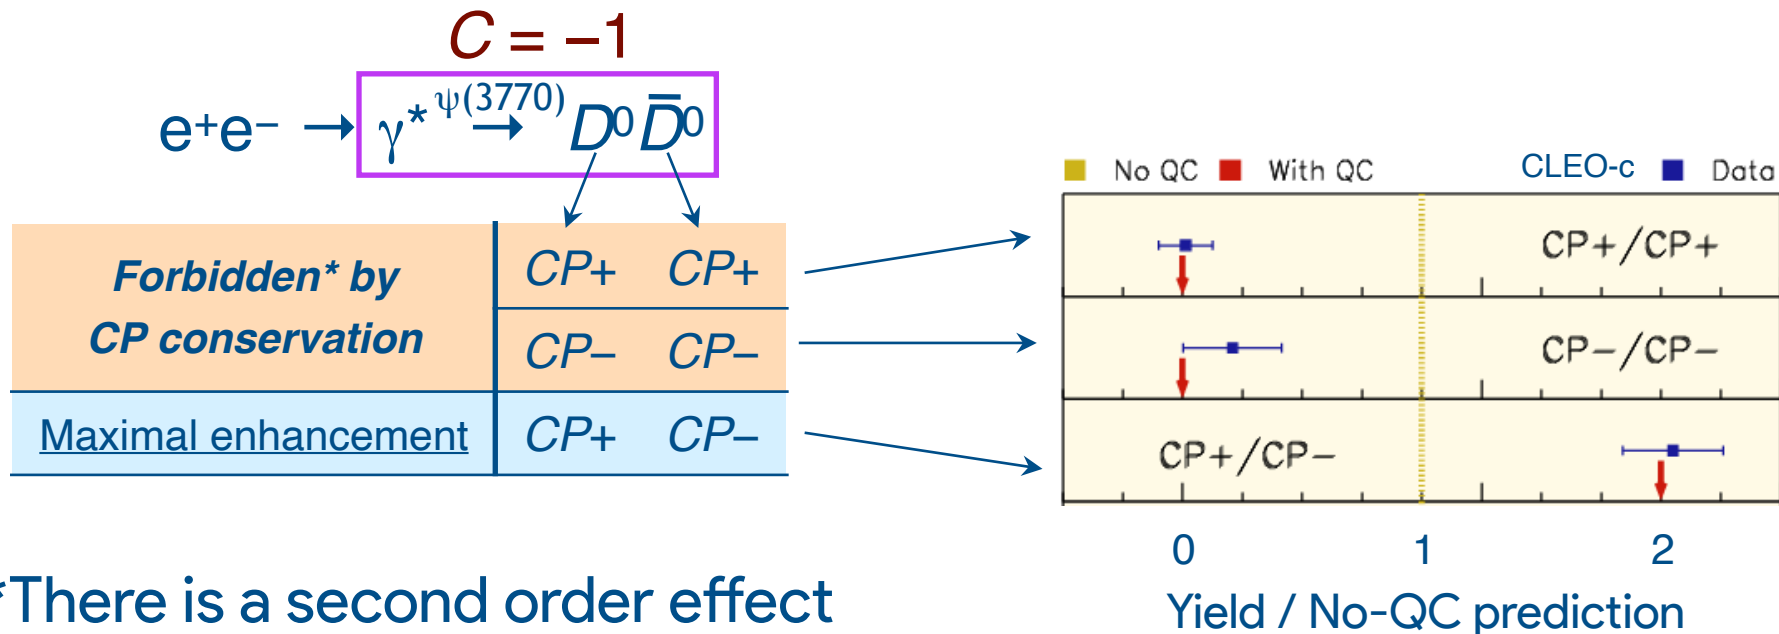 C = −1
e+e− → γ* ψ(3770) → D0 D̄0
Forbidden* by
CP conservation
CP+ CP+
CP− CP−
Maximal enhancement CP+ CP−
No QC With QC CLEO-c Data
CP+/CP+
CP−/CP−
CP+/CP−
0 1 2
Yield / No-QC prediction
*There is a second order effect